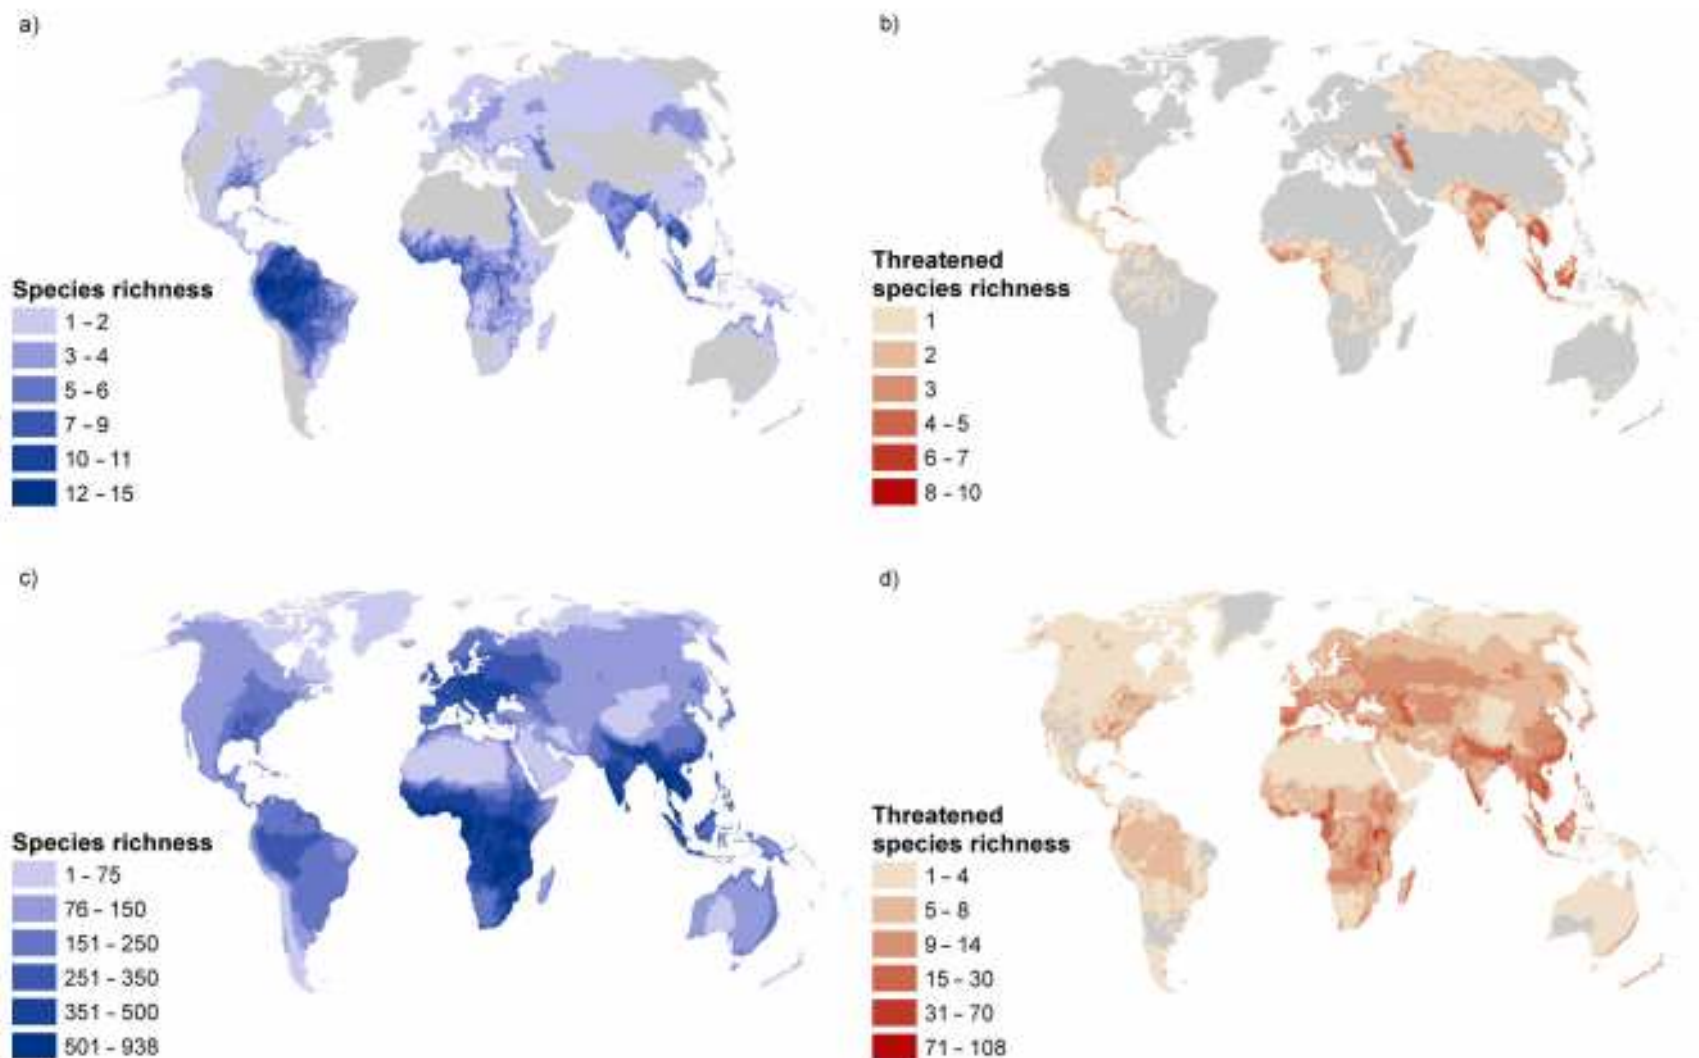 a)
Species richness
1 - 2
3 - 4
5 - 6
7 - 9
10 - 11
12 - 15
b)
Threatened
species richness
1
2
3
4 - 5
6 - 7
8 - 10
c)
Species richness
1 - 75
76 - 150
151 - 250
251 - 350
351 - 500
501 - 938
d)
Threatened
species richness
1 - 4
5 - 8
9 - 14
15 - 30
31 - 70
71 - 108